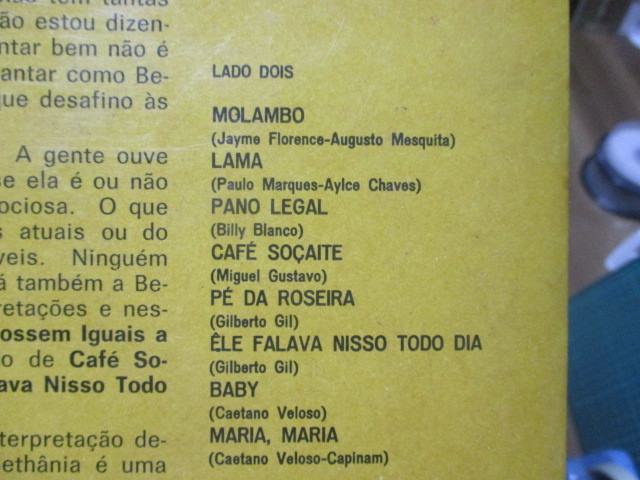 ão estou dizen-
ntar bem não é
antar como Be-
que desafino às
A gente ouve
se ela é ou não
ociosa. O que
s atuais ou do
veis. Ninguém
á também a Be-
retações e nes-
ossem Iguais a
o de Café So-
ava Nisso Todo
nterpretação de-
ethânia é uma
LADO DOIS
MOLAMBO
(Jayme Florence-Augusto Mesquita)
LAMA
(Paulo Marques-Aylce Chaves)
PANO LEGAL
(Billy Blanco)
CAFÉ SOÇAITE
(Miguel Gustavo)
PÉ DA ROSEIRA
(Gilberto Gil)
ÊLE FALAVA NISSO TODO DIA
(Gilberto Gil)
BABY
(Caetano Veloso)
MARIA, MARIA
(Caetano Veloso-Capinam)